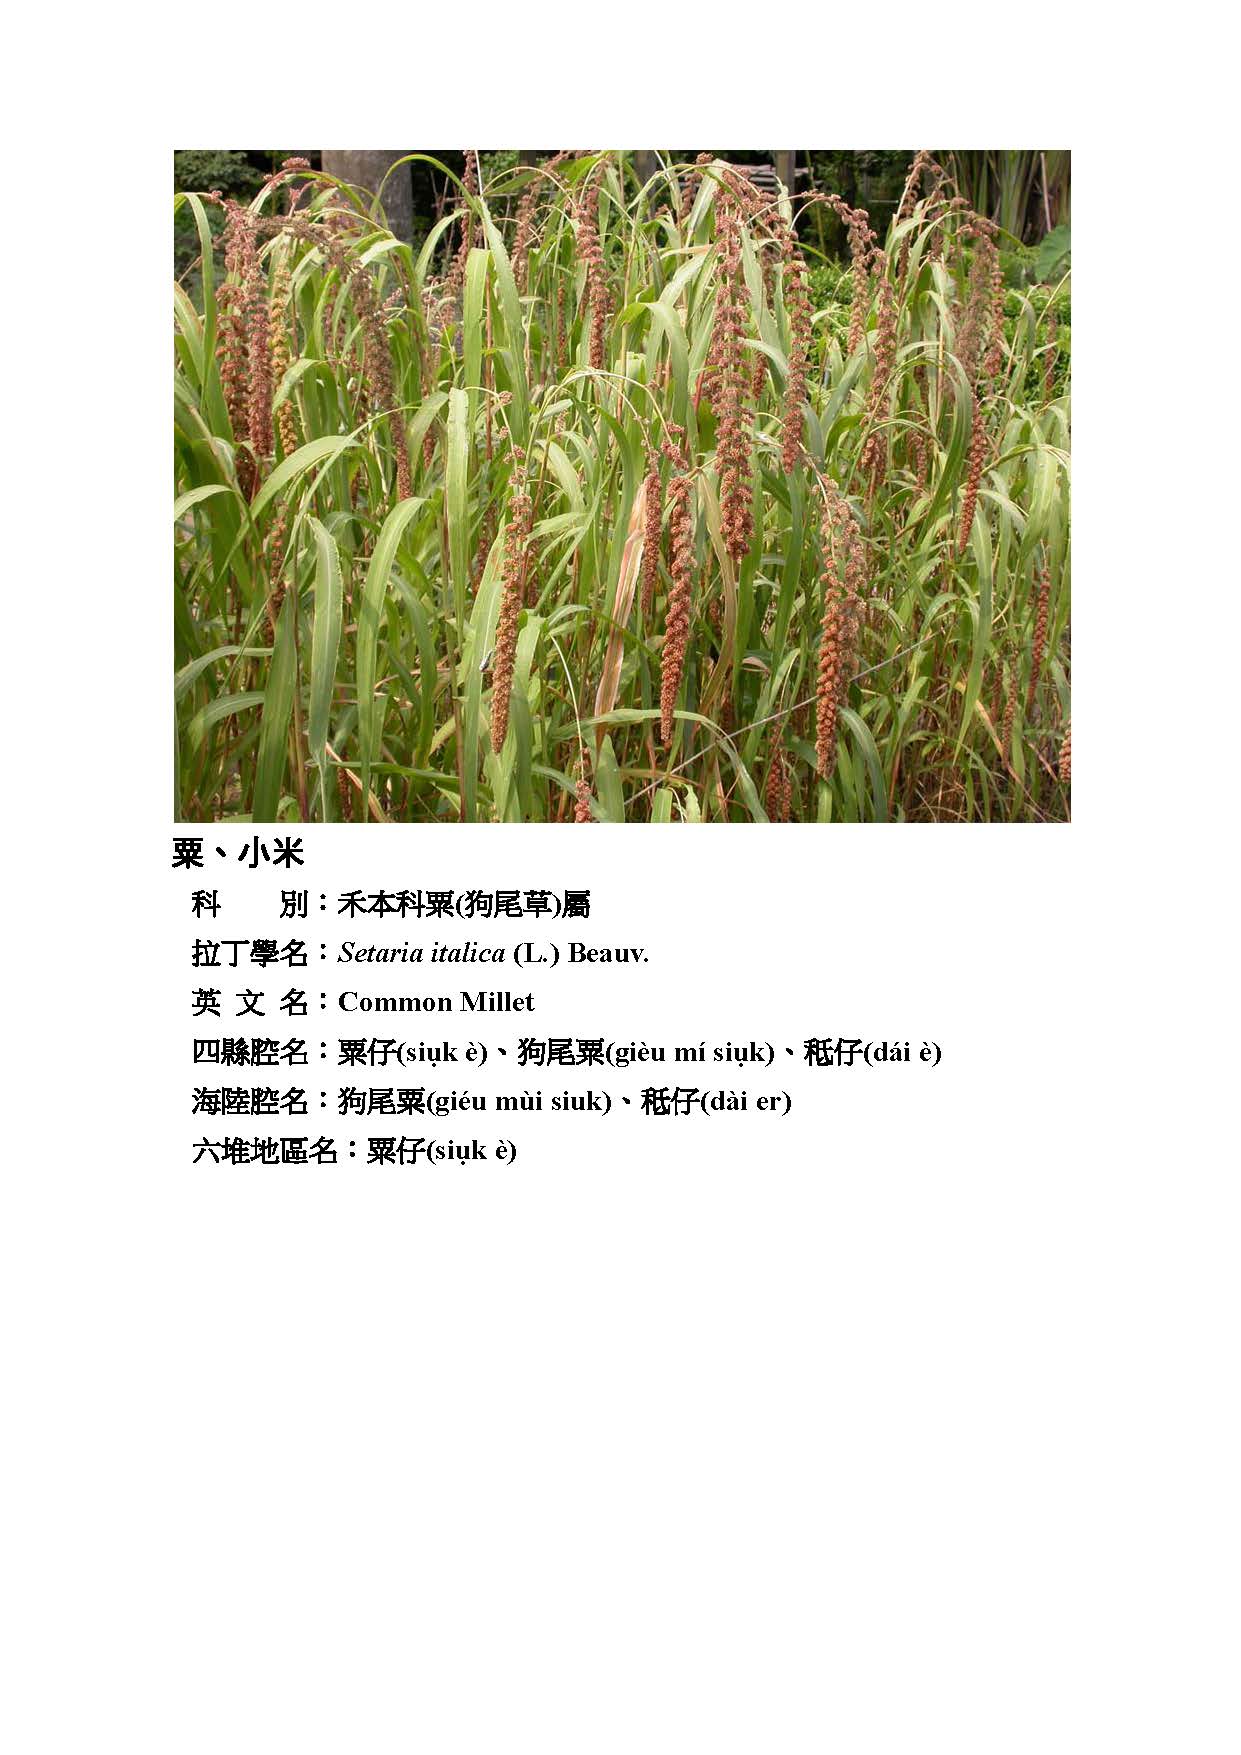 粟、小米
科　　別：禾本科粟(狗尾草)屬
拉丁學名：Setaria italica (L.) Beauv.
英 文 名：Common Millet
四縣腔名：粟仔(siụk è)、狗尾粟(gièu mí siụk)、秪仔(dái è)
海陸腔名：狗尾粟(giéu mùi siuk)、秪仔(dài er)
六堆地區名：粟仔(siụk è)